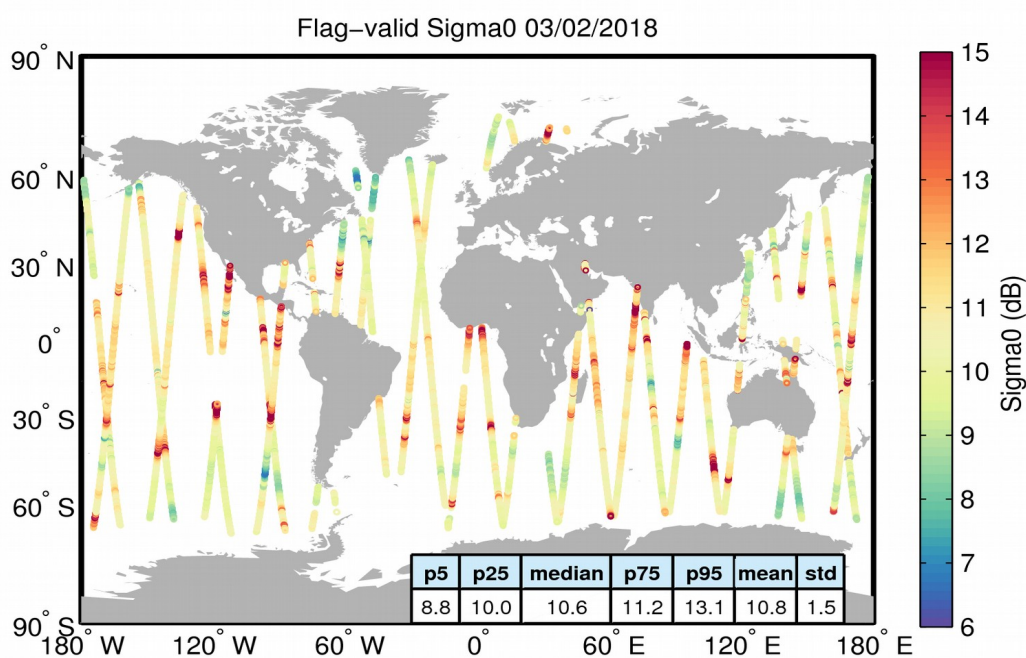 Flag−valid Sigma0 03/02/2018
90° N
60° N
30° N
0°
30° S
60° S
90° S
180° W
120° W
60° W
0°
60° E
120° E
180° E
p5 p25 median p75 p95 mean std
8.8 10.0 10.6 11.2 13.1 10.8 1.5
15
14
13
12
11
10
9
8
7
6
Sigma0 (dB)